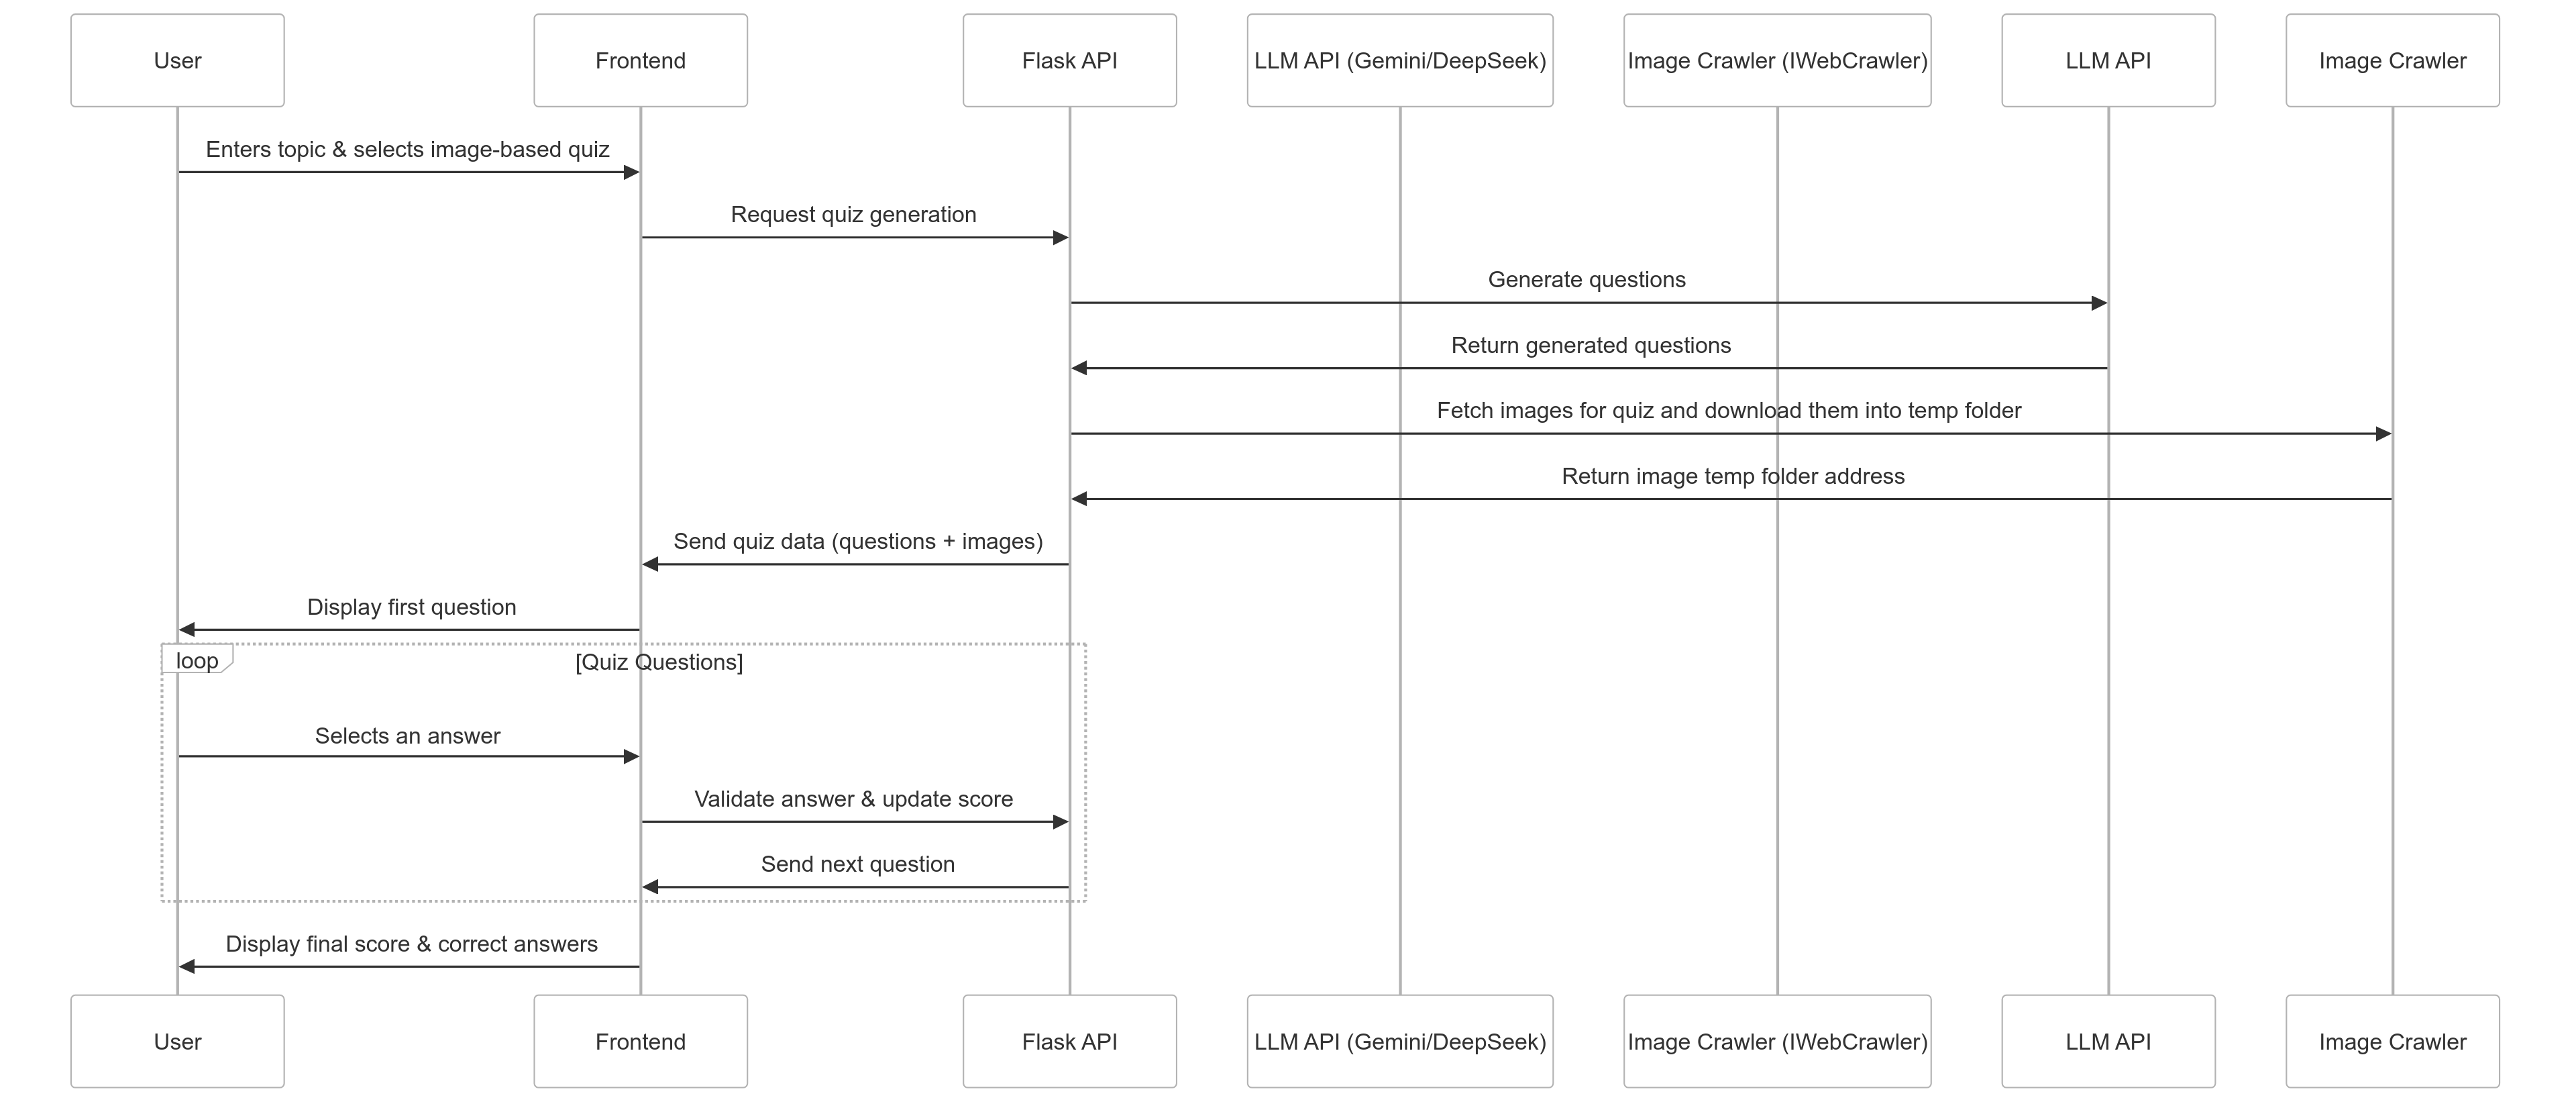 User
Frontend
Flask API
LLM API (Gemini/DeepSeek)
Image Crawler (IWebCrawler)
LLM API
Image Crawler
Enters topic & selects image-based quiz
Request quiz generation
Generate questions
Return generated questions
Fetch images for quiz and download them into temp folder
Return image temp folder address
Send quiz data (questions + images)
Display first question
loop
[Quiz Questions]
Selects an answer
Validate answer & update score
Send next question
Display final score & correct answers
User
Frontend
Flask API
LLM API (Gemini/DeepSeek)
Image Crawler (IWebCrawler)
LLM API
Image Crawler